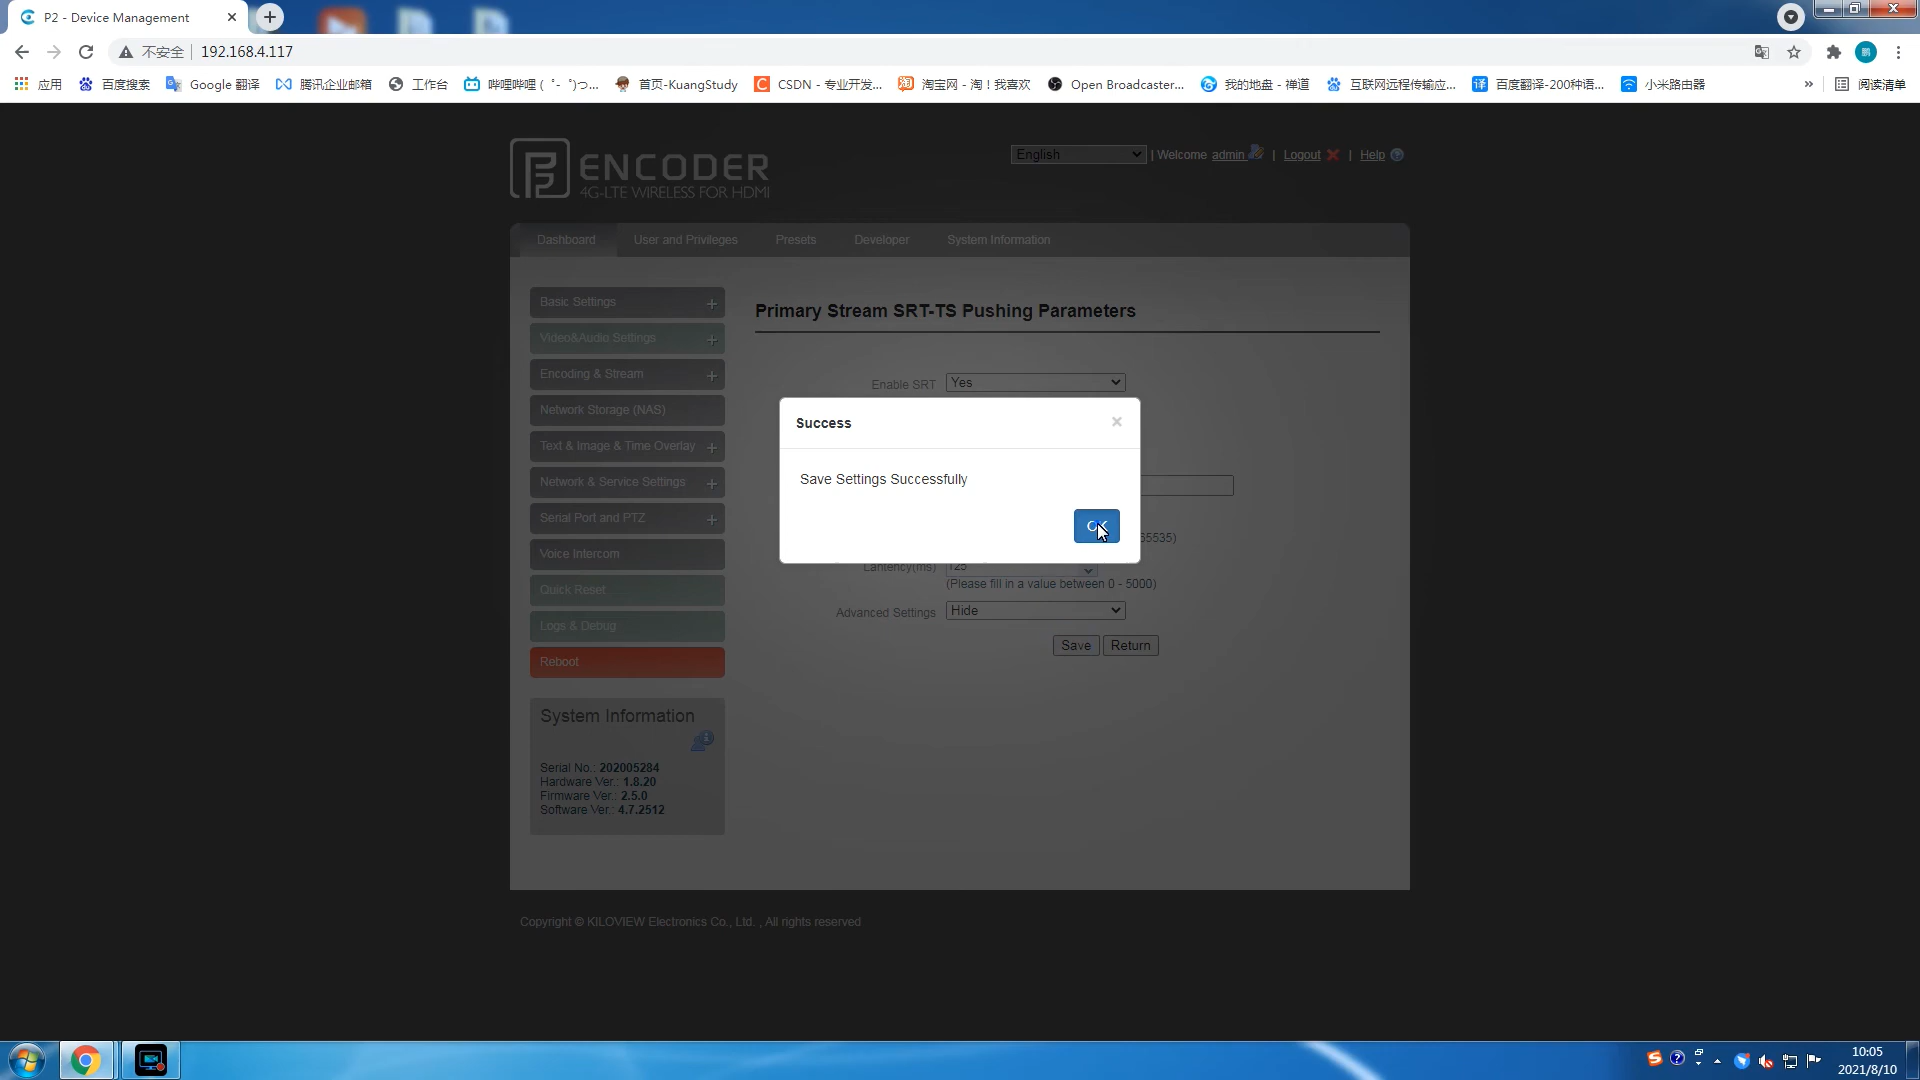 P2 - Device Management
不安全 192.168.4.117
应用 百度搜索 Google 翻译 腾讯企业邮箱 工作台 哔哩哔哩 (゜-゜)つ... 首页-KuangStudy CSDN - 专业开发... 淘宝网 - 淘！我喜欢 Open Broadcaster... 我的地盘 - 禅道 互联网远程传输应... 百度翻译-200种语... 小米路由器 » 阅读清单
ENCODER
4G-LTE WIRELESS FOR HDMI
English | Welcome admin | Logout | Help
Dashboard User and Privileges Presets Developer System Information
Basic Settings
Video&Audio Settings
Encoding & Stream
Network Storage (NAS)
Text & Image & Time Overlay
Network & Service Settings
Serial Port and PTZ
Voice Intercom
Quick Reset
Logs & Debug
Reboot
System Information
Serial No.: 202005284
Hardware Ver.: 1.8.20
Firmware Ver.: 2.5.0
Software Ver.: 4.7.2512
Primary Stream SRT-TS Pushing Parameters
Enable SRT Yes
Success
Save Settings Successfully
OK
65535)
Lantency(ms) 125
(Please fill in a value between 0 - 5000)
Advanced Settings Hide
Save Return
Copyright © KILOVIEW Electronics Co., Ltd. , All rights reserved
10:05
2021/8/10